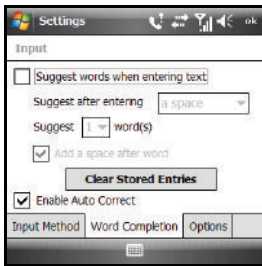 Settings ok
Input
Suggest words when entering text
Suggest after entering a space
Suggest 1 word(s)
Add a space after word
Clear Stored Entries
Enable Auto Correct
Input Method Word Completion Options